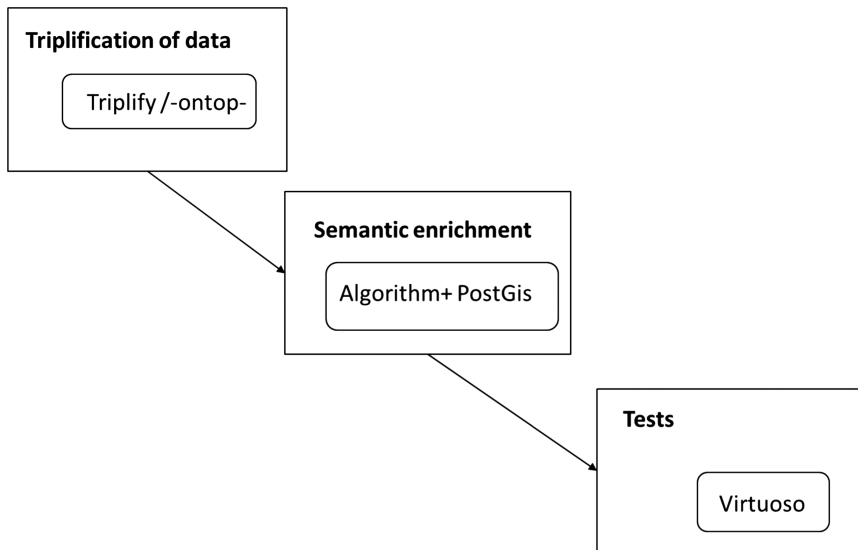 Triplification of data
Triplify /-ontop-
Semantic enrichment
Algorithm+ PostGis
Tests
Virtuoso